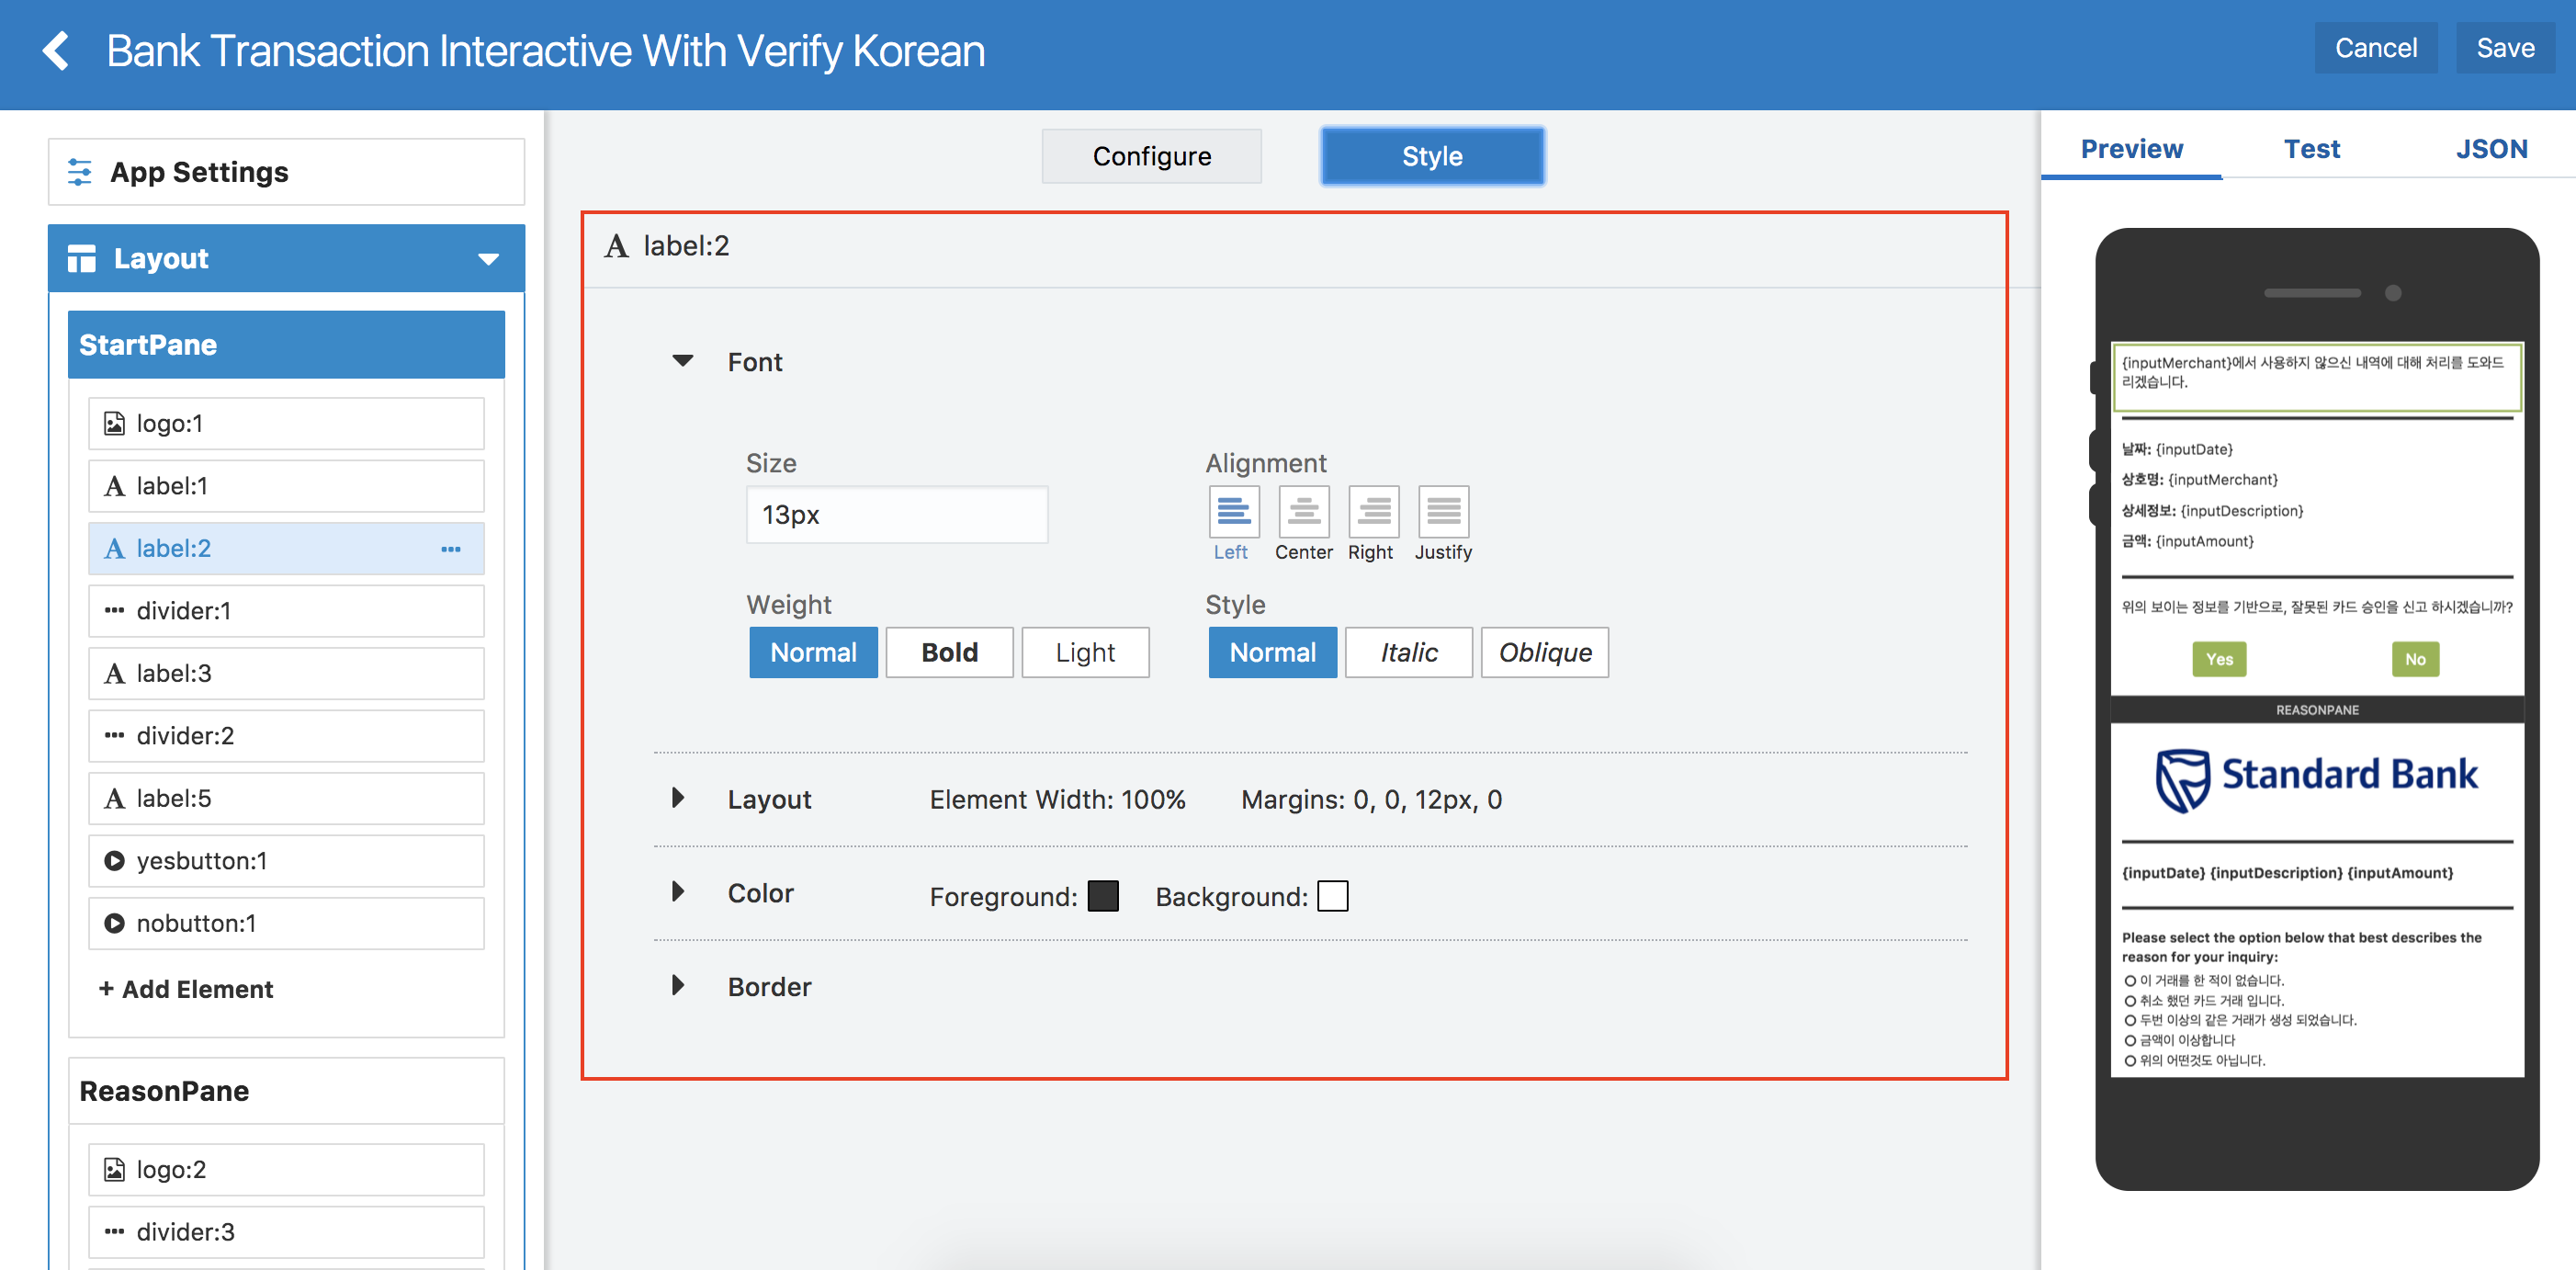 Bank Transaction Interactive With Verify Korean
Cancel
Save
App Settings
Layout
StartPane
logo:1
label:1
label:2
divider:1
label:3
divider:2
label:5
yesbutton:1
nobutton:1
+ Add Element
ReasonPane
logo:2
divider:3
Configure
Style
A label:2
Font
Size
Alignment
13px
Left Center Right Justify
Weight
Style
Normal Bold Light
Normal Italic Oblique
Layout Element Width: 100% Margins: 0, 0, 12px, 0
Color Foreground: Background:
Border
Preview Test JSON
{inputMerchant}에서 사용하지 않으신 내역에 대해 처리를 도와드
리겠습니다.
날짜: {inputDate}
상호명: {inputMerchant}
상세정보: {inputDescription}
금액: {inputAmount}
위의 보이는 정보를 기반으로, 잘못된 카드 승인을 신고 하시겠습니까?
Yes
No
REASONPANE
Standard Bank
{inputDate} {inputDescription} {inputAmount}
Please select the option below that best describes the
reason for your inquiry:
이 거래를 한 적이 없습니다.
취소 했던 카드 거래 입니다.
두번 이상의 같은 거래가 생성 되었습니다.
금액이 이상합니다
위의 어떤것도 아닙니다.